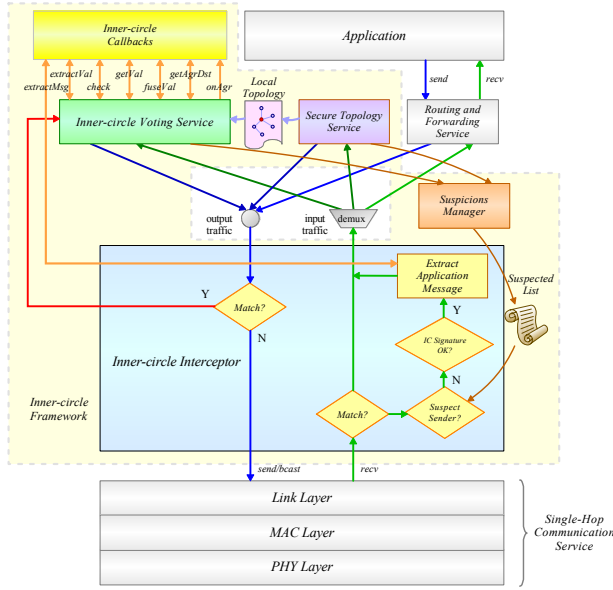 Inner-circle
Callbacks
Application
extractVal
getVal
getAgrDst
extractMsg
check
fuseVal
onAgr
send
recv
Local
Topology
Inner-circle Voting Service
Secure Topology
Service
Routing and
Forwarding
Service
output
traffic
input
traffic
demux
Suspicions
Manager
Extract
Application
Message
Suspected
List
Y
Match?
N
Y
IC Signature
OK?
N
Inner-circle Interceptor
Match?
Suspect
Sender?
Inner-circle
Framework
send/bcast
recv
Link Layer
MAC Layer
PHY Layer
Single-Hop
Communication
Service